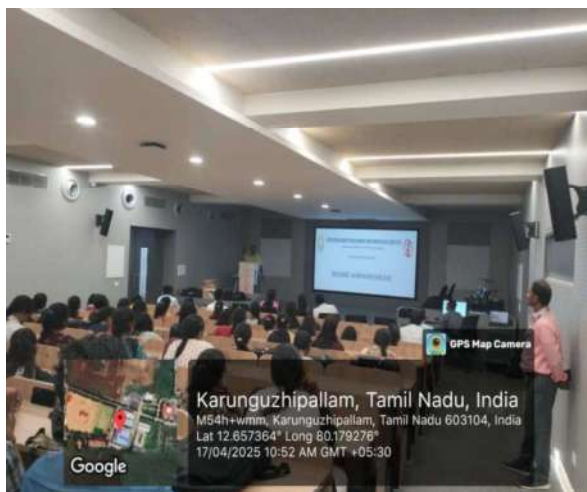 GPS Map Camera
Karunguzhipallam, Tamil Nadu, India
M54h+wmm, Karunguzhipallam, Tamil Nadu 603104, India
Lat 12.657364° Long 80.179276°
17/04/2025 10:52 AM GMT +05:30
Google